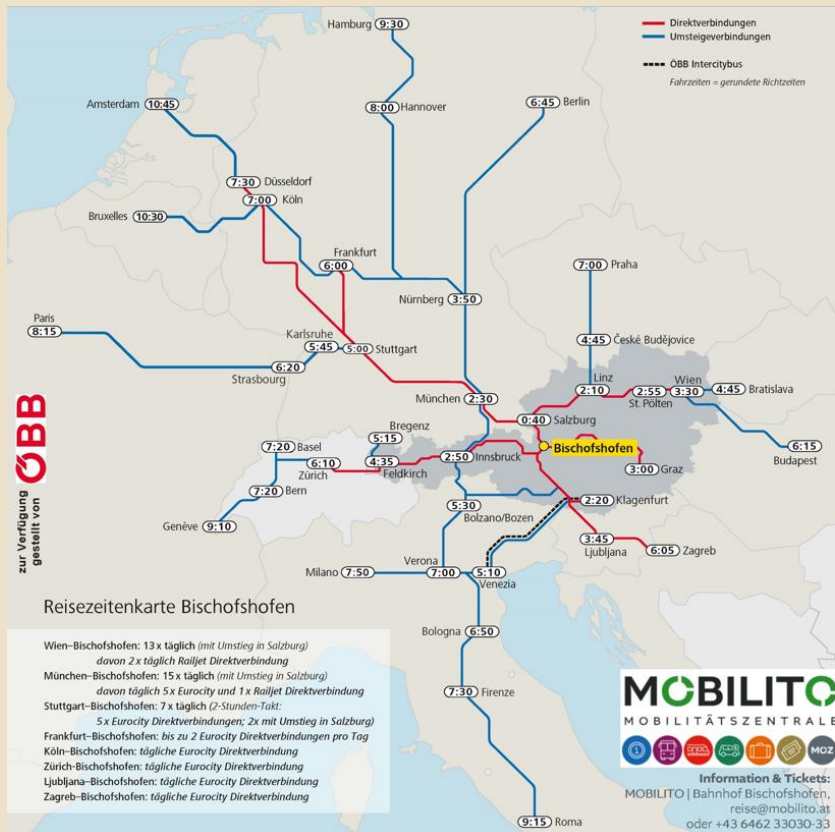 Hamburg 9:30
Direktverbindungen
Umsteigeverbindungen
ÖBB Intercitybus
Fahrzeiten = gerundete Richtzeiten
Amsterdam 10:45
8:00 Hannover
6:45 Berlin
7:30 Düsseldorf
7:00 Köln
Bruxelles 10:30
Frankfurt
6:00
7:00 Praha
Nürnberg 3:50
Paris
8:15
Karlsruhe
5:45
5:00 Stuttgart
6:20
Strasbourg
4:45 České Budějovice
München 2:30
Linz
2:10
2:55
St. Pölten
Wien
3:30
4:45 Bratislava
0:40 Salzburg
Bregenz
5:15
Bischofshofen
6:15
Budapest
7:20 Basel
6:10
Zürich
4:35
Feldkirch
2:50 Innsbruck
3:00 Graz
7:20
Bern
5:30
Bolzano/Bozen
2:20 Klagenfurt
Genève 9:10
3:45
Ljubljana
6:05 Zagreb
Verona
Milano 7:50
7:00
5:10
Venezia
Bologna
6:50
7:30 Firenze
9:15 Roma
zur Verfügung
gestellt von
ÖBB
Reisezeitenkarte Bischofshofen
Wien–Bischofshofen: 13 x täglich (mit Umstieg in Salzburg)
davon 2 x täglich Railjet Direktverbindung
München–Bischofshofen: 15 x täglich (mit Umstieg in Salzburg)
davon täglich 5 x Eurocity und 1 x Railjet Direktverbindung
Stuttgart–Bischofshofen: 7 x täglich (2-Stunden-Takt:
5 x Eurocity Direktverbindungen; 2x mit Umstieg in Salzburg)
Frankfurt–Bischofshofen: bis zu 2 Eurocity Direktverbindungen pro Tag
Köln–Bischofshofen: tägliche Eurocity Direktverbindung
Zürich-Bischofshofen: tägliche Eurocity Direktverbindung
Ljubljana–Bischofshofen: tägliche Eurocity Direktverbindung
Zagreb–Bischofshofen: tägliche Eurocity Direktverbindung
MOBILITO
MOBILITÄTSZENTRALE
MOZ
Information & Tickets:
MOBILITO | Bahnhof Bischofshofen,
reise@mobilito.at
oder +43 6462 33030-33